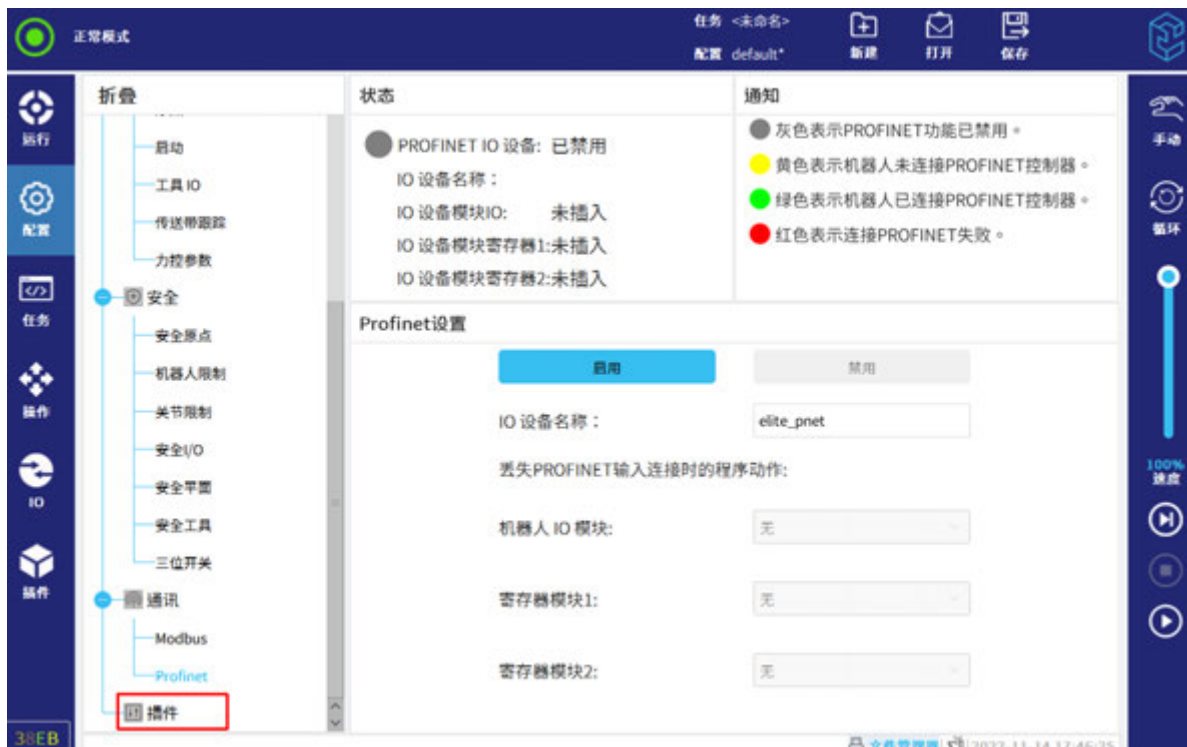 正常模式
任务 <未命名>
配置 default*
新建
打开
保存
运行
配置
任务
操作
IO
插件
38EB
折叠
启动
工具 IO
传送带跟踪
力控参数
安全
安全原点
机器人限制
关节限制
安全I/O
安全平面
安全工具
三位开关
通讯
Modbus
Profinet
插件
状态
PROFINET IO 设备: 已禁用
IO 设备名称：
IO 设备模块IO: 未插入
IO 设备模块寄存器1:未插入
IO 设备模块寄存器2:未插入
通知
灰色表示PROFINET功能已禁用。
黄色表示机器人未连接PROFINET控制器。
绿色表示机器人已连接PROFINET控制器。
红色表示连接PROFINET失败。
Profinet设置
启用
禁用
IO 设备名称：
elite_pnet
丢失PROFINET输入连接时的程序动作:
机器人 IO 模块:
无
寄存器模块1:
无
寄存器模块2:
无
手动
循环
100%
速度
文件管理器